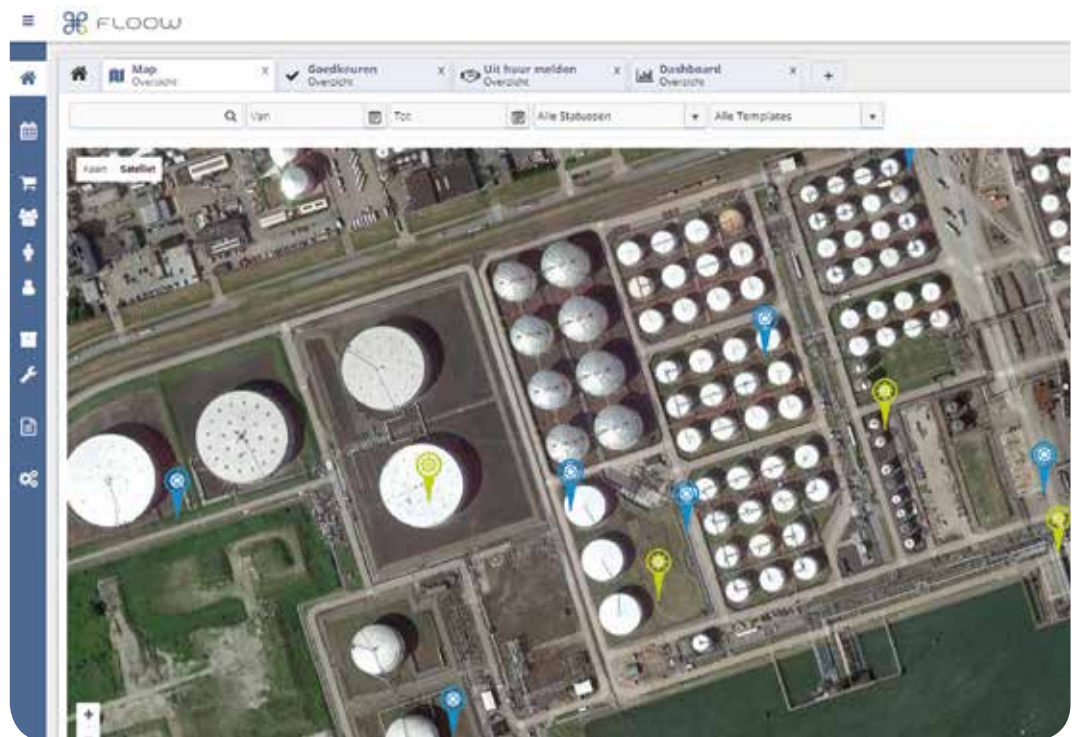 FLOOW
Map
Overzicht
x
Goedkeuren
Overzicht
x
Uit huur melden
Overzicht
x
Dashboard
Overzicht
x
+
Van
Tot
Alle Statussen
Alle Templates
Kaart
Satelliet
+